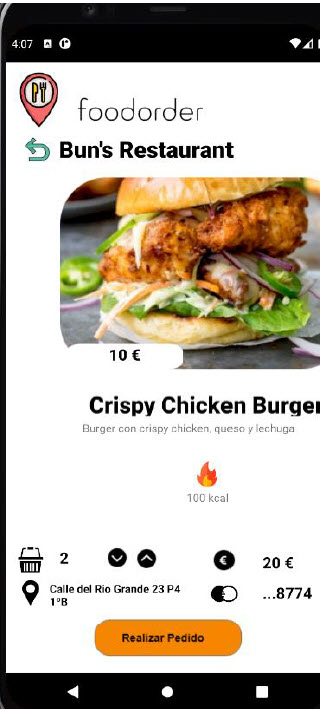 4:07
foodorder
Bun's Restaurant
10 €
Crispy Chicken Burger
Burger con crispy chicken, queso y lechuga
100 kcal
2
20 €
Calle del Rio Grande 23 P4
1ºB
...8774
Realizar Pedido